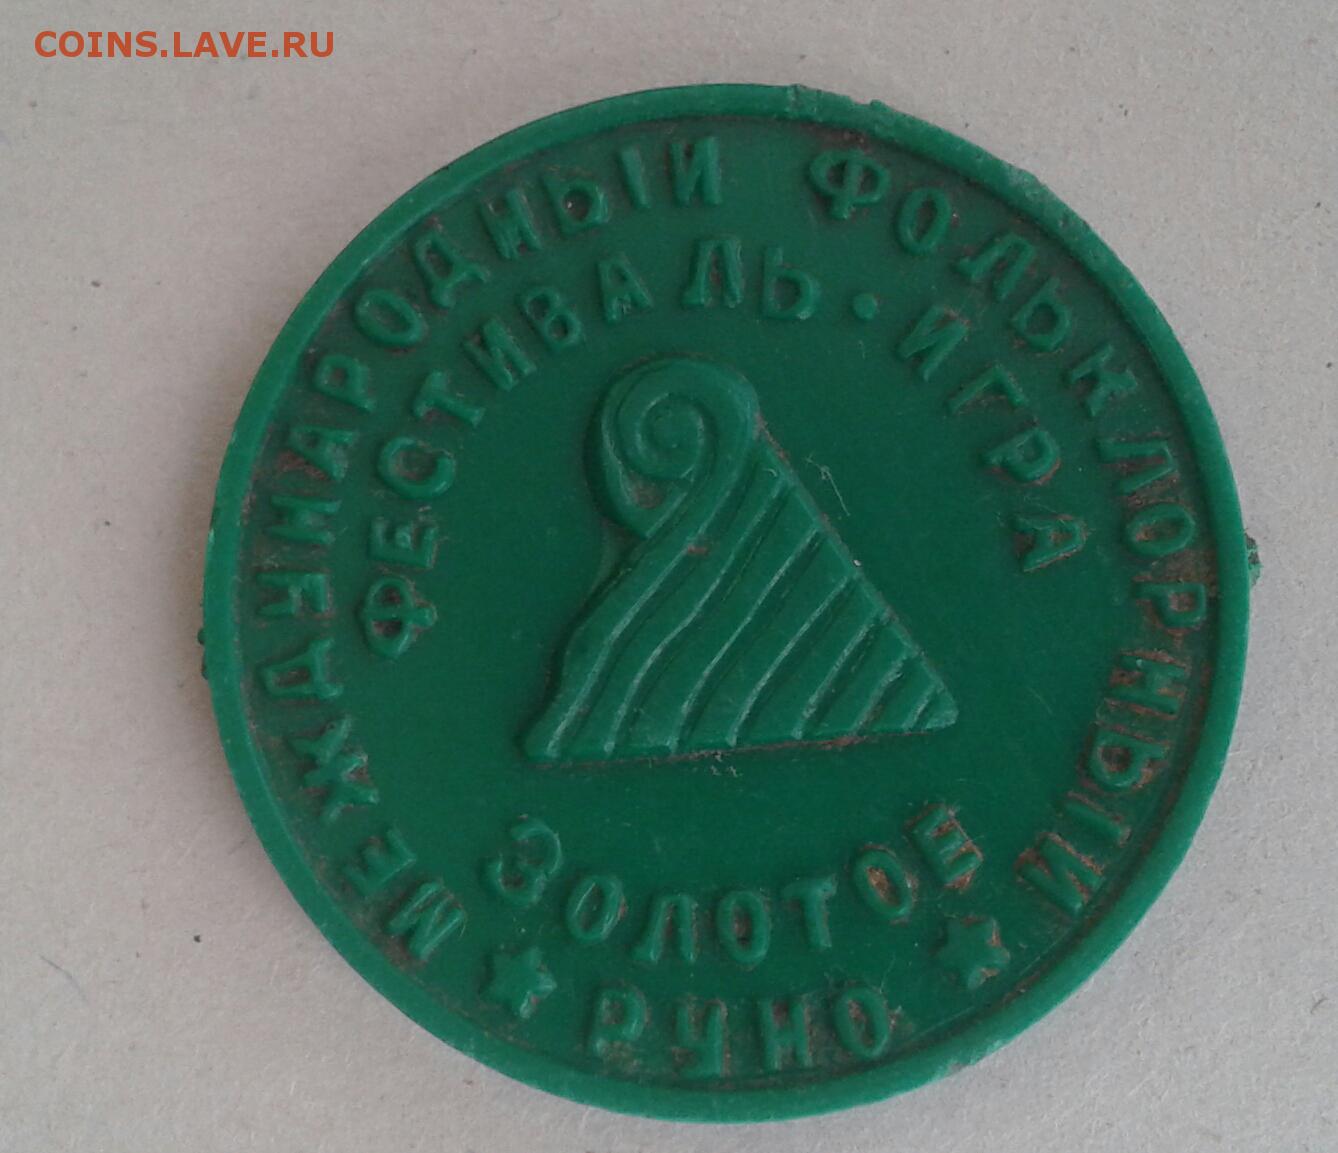 COINS.LAVE.RU
МЕЖДУНАРОДНЫЙ ФОЛЬКЛОРНЫЙ
ФЕСТИВАЛЬ·ИГРА
ЗОЛОТОЕ
★ РУНО ★